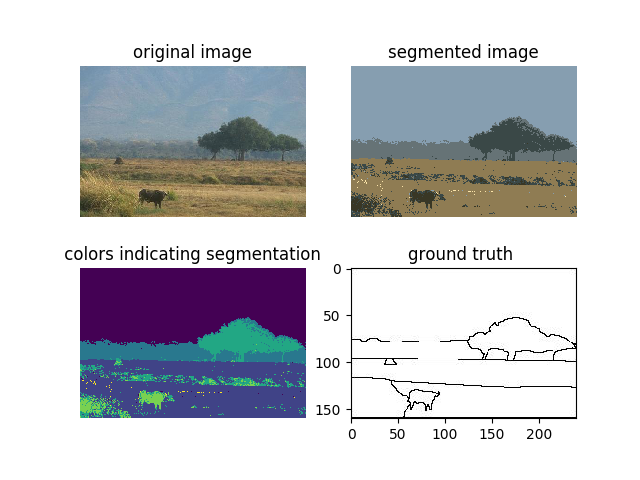 original image
segmented image
colors indicating segmentation
ground truth
0
50
100
150
0 50 100 150 200